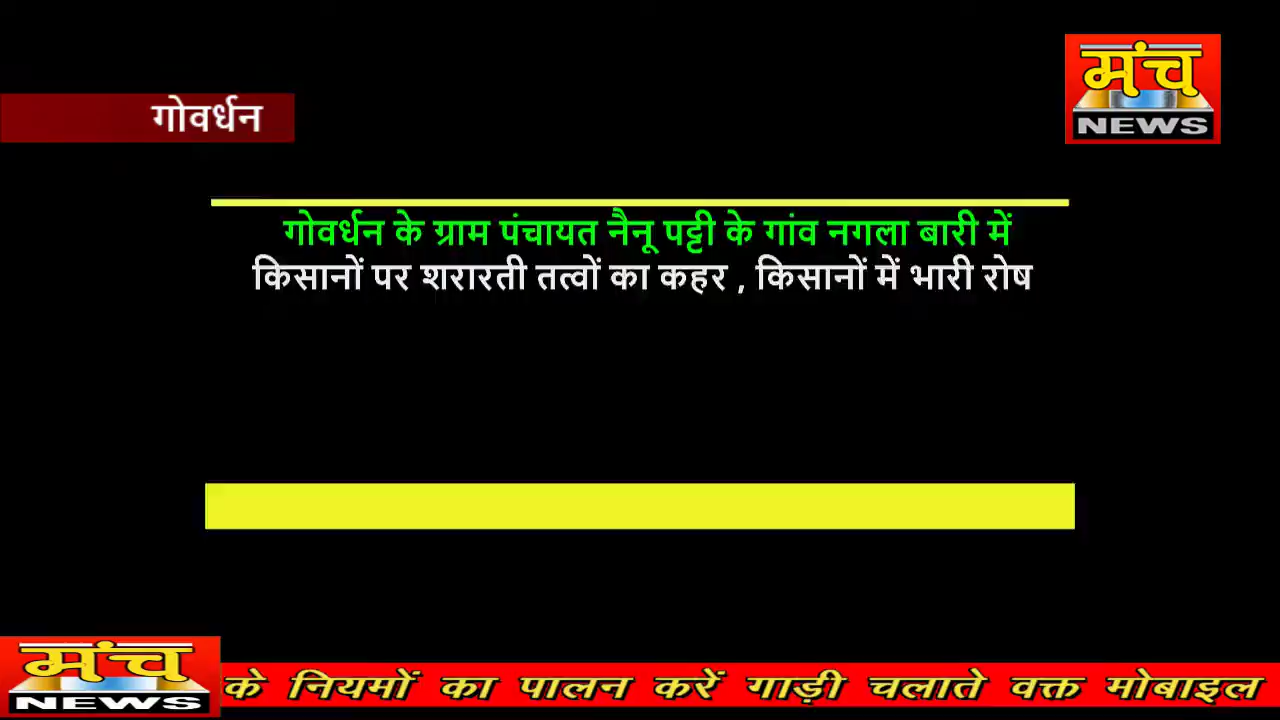 मंच
NEWS
गोवर्धन
गोवर्धन के ग्राम पंचायत नैनू पट्टी के गांव नगला बारी में
किसानों पर शरारती तत्वों का कहर , किसानों में भारी रोष
मंच
NEWS
के नियमों का पालन करें गाड़ी चलाते वक्त मोबाइल